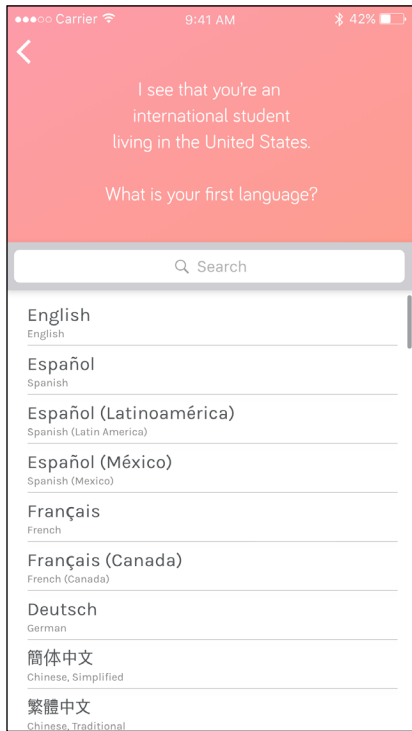 Carrier 9:41 AM 42%
I see that you're an
international student
living in the United States.
What is your first language?
Search
English
English
Español
Spanish
Español (Latinoamérica)
Spanish (Latin America)
Español (México)
Spanish (Mexico)
Français
French
Français (Canada)
French (Canada)
Deutsch
German
簡体中文
Chinese, Simplified
繁體中文
Chinese, Traditional